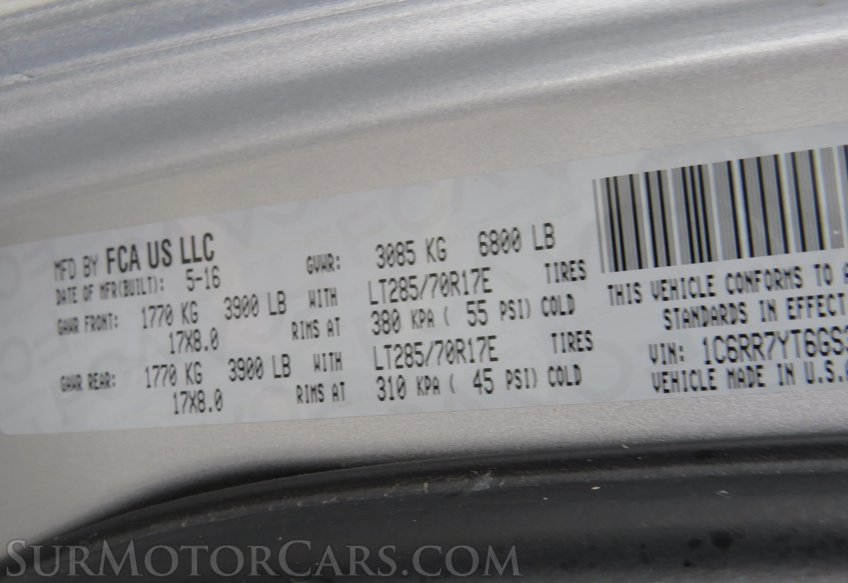 MFD BY FCA US LLC
DATE OF MFR(BUILT): 5-16
GVWR: 3085 KG 6800 LB
GAWR FRONT: 1770 KG 3900 LB WITH LT285/70R17E TIRES
17X8.0 RIMS AT 380 KPA ( 55 PSI) COLD
GAWR REAR: 1770 KG 3900 LB WITH LT285/70R17E TIRES
17X8.0 RIMS AT 310 KPA ( 45 PSI) COLD
THIS VEHICLE CONFORMS TO
STANDARDS IN EFFECT
VIN: 1C6RR7YT6GS
VEHICLE MADE IN U.S.A
SurMotorCars.com